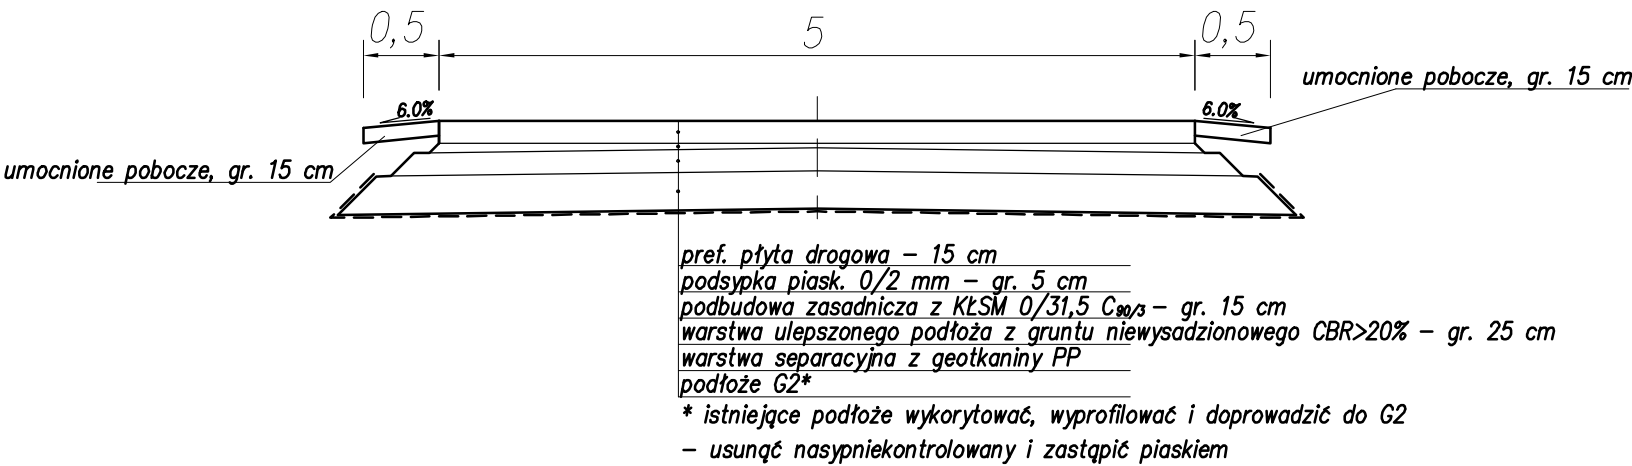 0,5 5 0,5
umocnione pobocze, gr. 15 cm
6.0% 6.0%
umocnione pobocze, gr. 15 cm
pref. płyta drogowa – 15 cm
podsypka piask. 0/2 mm – gr. 5 cm
podbudowa zasadnicza z KŁSM 0/31,5 C90/3 – gr. 15 cm
warstwa ulepszonego podłoża z gruntu niewysadzionowego CBR>20% – gr. 25 cm
warstwa separacyjna z geotkaniny PP
podłoże G2*
* istniejące podłoże wykorytować, wyprofilować i doprowadzić do G2
– usunąć nasypniekontrolowany i zastąpić piaskiem